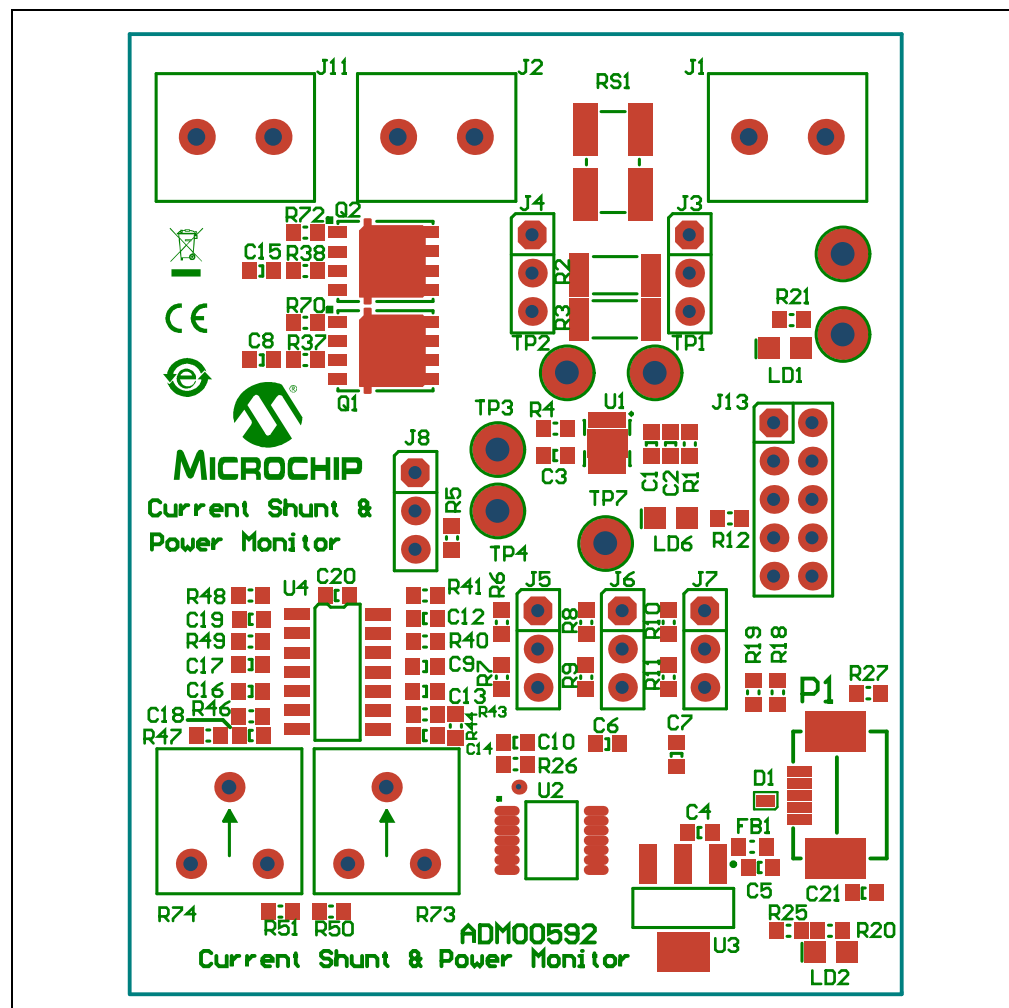 J11
J2
RS1
J1
J4
J3
R72
Q2
C15
R38
R2
R21
R70
R3
C8
R37
TP2
TP1
LD1
Q1
TP3
R4
U1
J13
J8
®
MICROCHIP
C3
C1
C2
R1
Current Shunt &
Power Monitor
R5
TP7
TP4
LD6
R12
C20
U4
R48
R41
R6
J5
J6
J7
C19
C12
R8
R10
R49
R40
R19
R18
C17
C9
R7
R9
R11
C16
C13
R27
R46
R43
P1
C18
R44
R47
C14
C10
C6
C7
R26
U2
D1
C4
FB1
C5
C21
R74
R51
R50
R73
R25
R20
ADM00592
U3
Current Shunt & Power Monitor
LD2